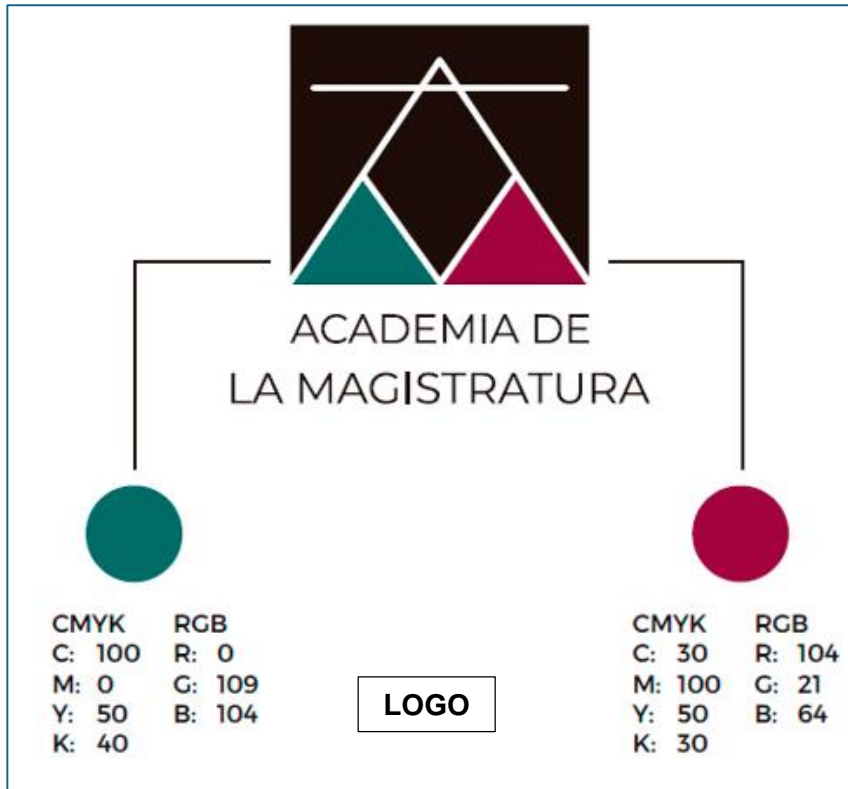 ACADEMIA DE
LA MAGISTRATURA
CMYK RGB
C: 100 R: 0
M: 0 G: 109
Y: 50 B: 104
K: 40
LOGO
CMYK RGB
C: 30 R: 104
M: 100 G: 21
Y: 50 B: 64
K: 30